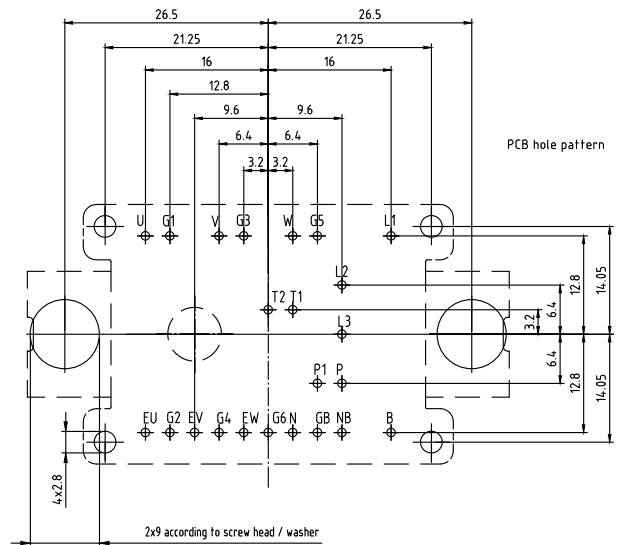 26.5 26.5
21.25 21.25
16 16
12.8
9.6 9.6
6.4 6.4
PCB hole pattern
3.2 3.2
U G1 V G3 W G5 L1
L2
T2 T1
L3
P1 P
EU G2 EV G4 EW G6 N GB NB B
3.2
6.4
12.8
14.05
6.4
12.8
14.05
4x2.8
2x9 according to screw head / washer